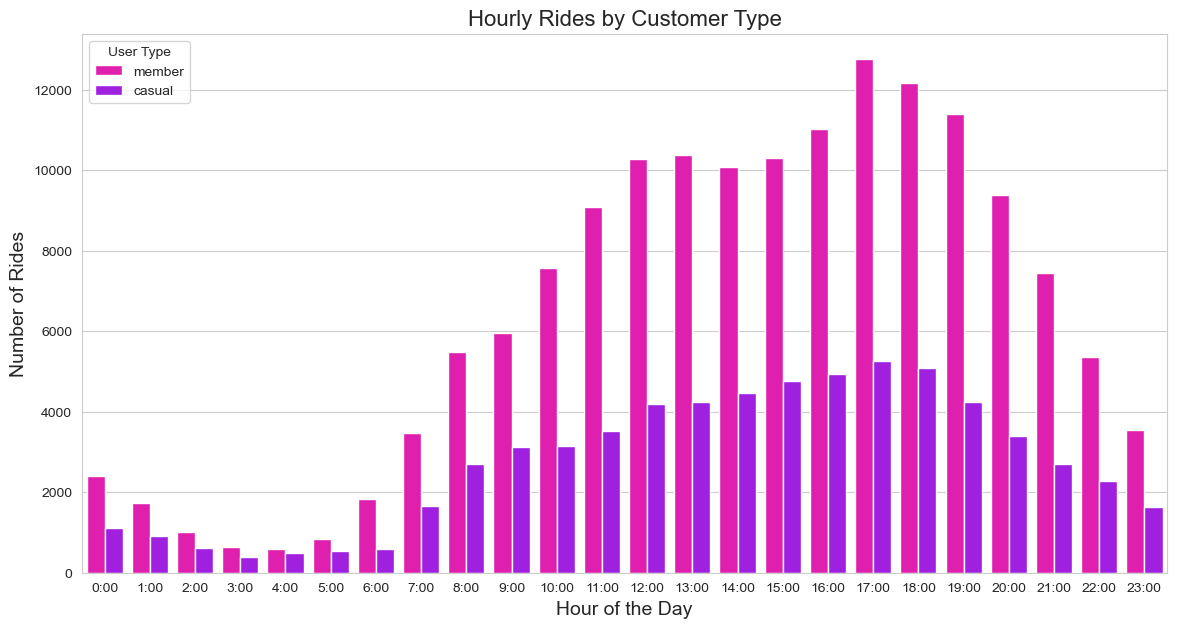 Hourly Rides by Customer Type
User Type
member
casual
Number of Rides
12000
10000
8000
6000
4000
2000
0
0:00 1:00 2:00 3:00 4:00 5:00 6:00 7:00 8:00 9:00 10:00 11:00 12:00 13:00 14:00 15:00 16:00 17:00 18:00 19:00 20:00 21:00 22:00 23:00
Hour of the Day